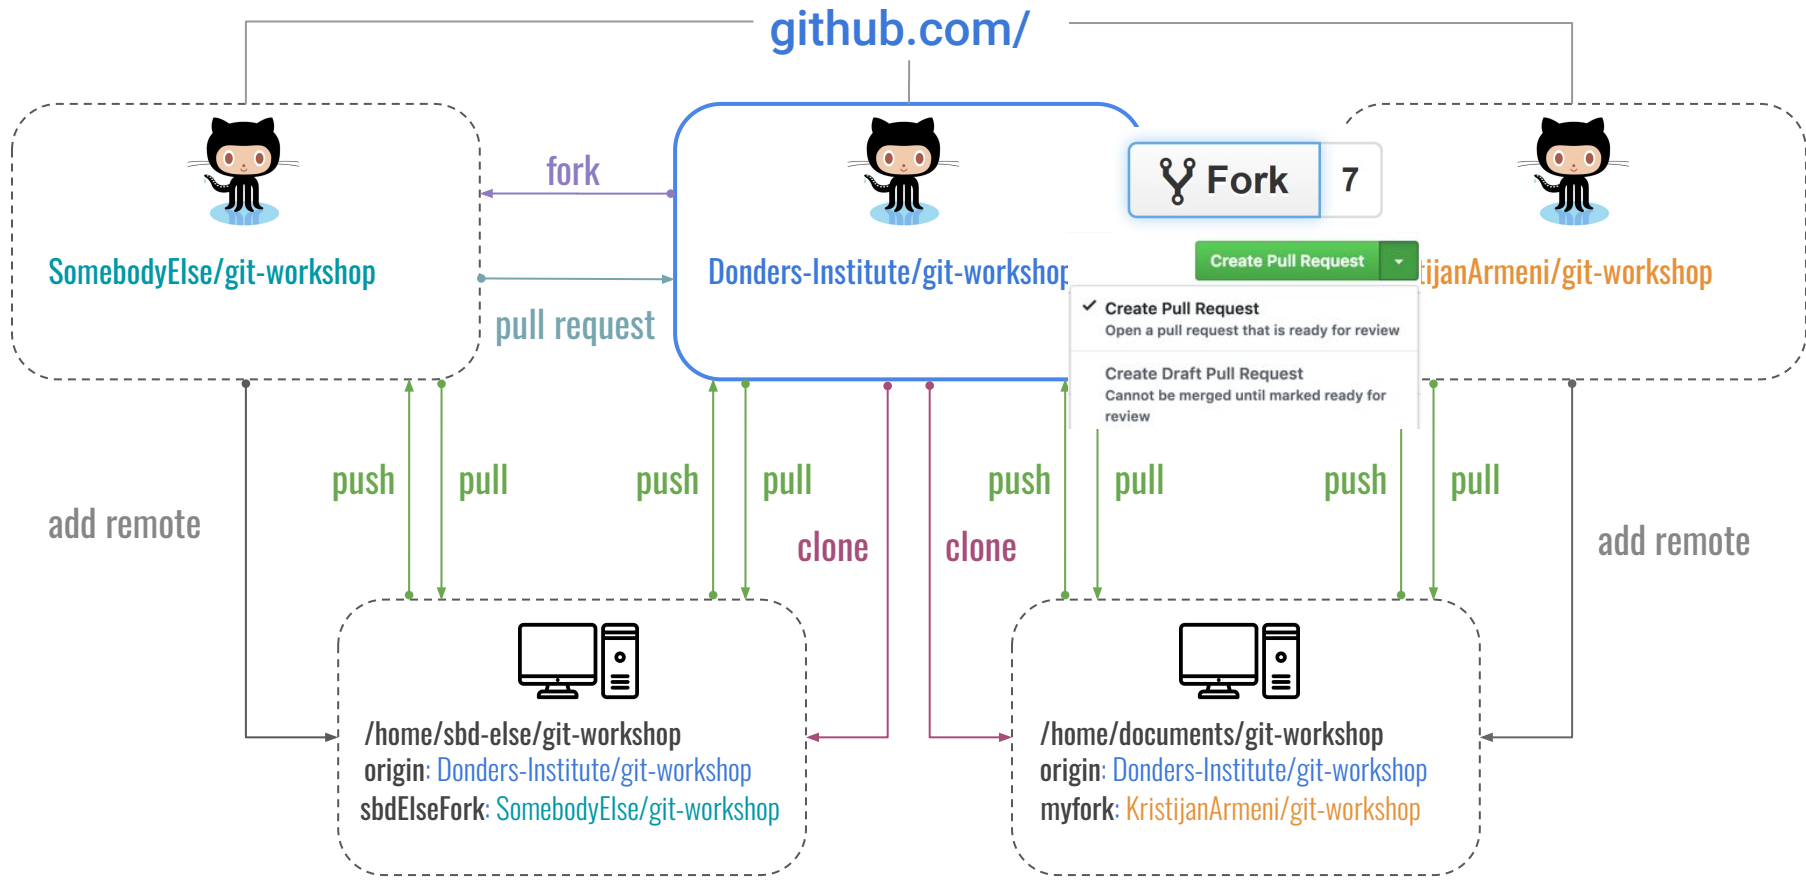 github.com/
fork
Fork 7
SomebodyElse/git-workshop
Donders-Institute/git-workshop
tijanArmeni/git-workshop
Create Pull Request
pull request
Create Pull Request
Open a pull request that is ready for review
Create Draft Pull Request
Cannot be merged until marked ready for
review
push pull push pull push pull push pull
add remote clone clone add remote
/home/sbd-else/git-workshop
origin: Donders-Institute/git-workshop
sbdElseFork: SomebodyElse/git-workshop
/home/documents/git-workshop
origin: Donders-Institute/git-workshop
myfork: KristijanArmeni/git-workshop